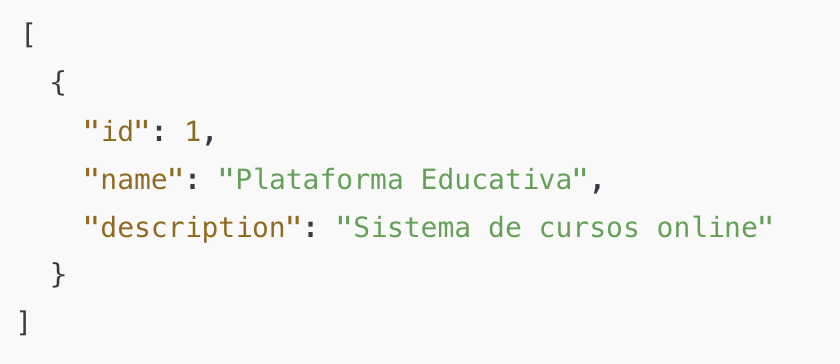 [
  {
    "id": 1,
    "name": "Plataforma Educativa",
    "description": "Sistema de cursos online"
  }
]